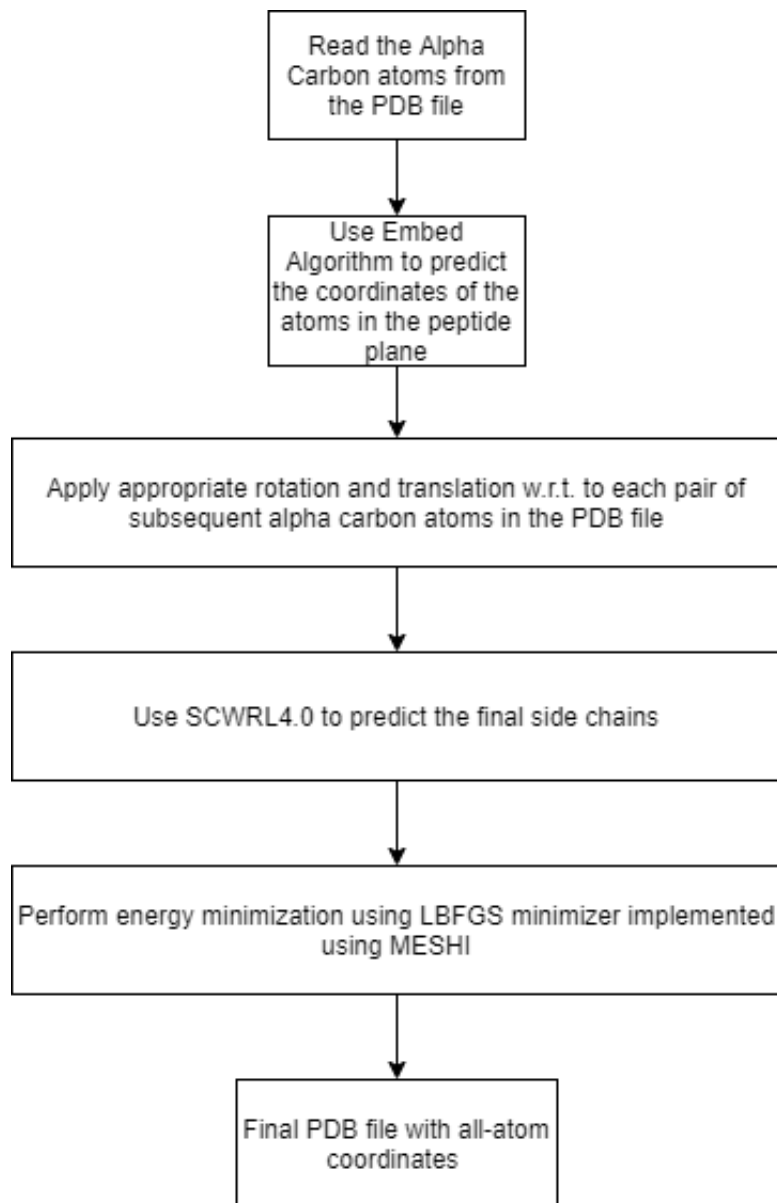 Read the Alpha
Carbon atoms from
the PDB file
Use Embed
Algorithm to predict
the coordinates of the
atoms in the peptide
plane
Apply appropriate rotation and translation w.r.t. to each pair of
subsequent alpha carbon atoms in the PDB file
Use SCWRL4.0 to predict the final side chains
Perform energy minimization using LBFGS minimizer implemented
using MESHI
Final PDB file with all-atom
coordinates